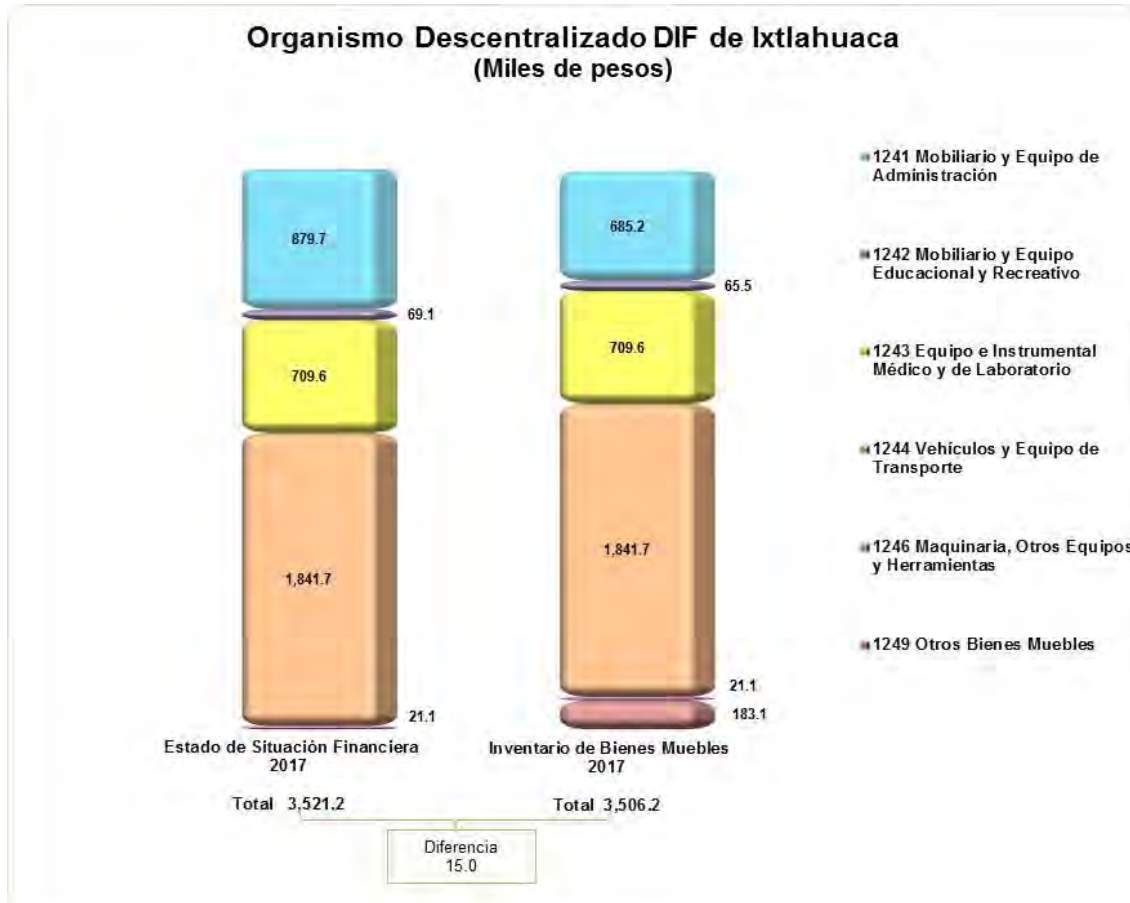 Organismo Descentralizado DIF de Ixtlahuaca
(Miles de pesos)
879.7
69.1
709.6
1,841.7
21.1
Estado de Situación Financiera
2017
Total 3,521.2
685.2
65.5
709.6
1,841.7
21.1
183.1
Inventario de Bienes Muebles
2017
Total 3,506.2
Diferencia
15.0
1241 Mobiliario y Equipo de
Administración
1242 Mobiliario y Equipo
Educacional y Recreativo
1243 Equipo e Instrumental
Médico y de Laboratorio
1244 Vehículos y Equipo de
Transporte
1246 Maquinaria, Otros Equipos
y Herramientas
1249 Otros Bienes Muebles